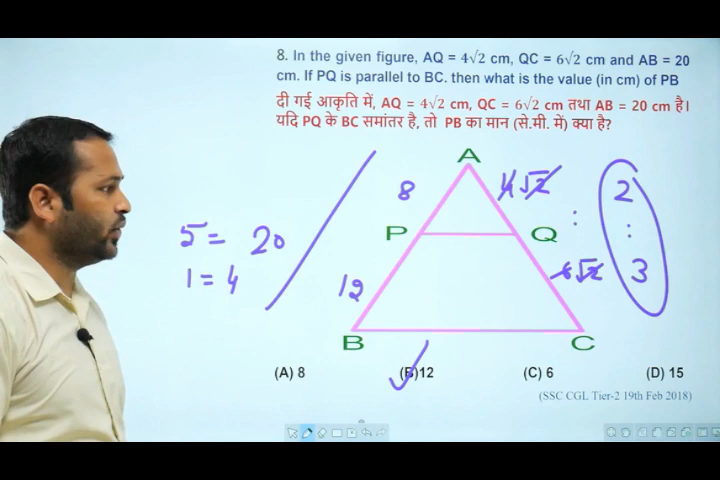 8. In the given figure, AQ = 4√2 cm, QC = 6√2 cm and AB = 20
cm. If PQ is parallel to BC. then what is the value (in cm) of PB
दी गई आकृति में, AQ = 4√2 cm, QC = 6√2 cm तथा AB = 20 cm है।
यदि PQ के BC समांतर है, तो PB का मान (से.मी. में) क्या है?
A
8
4√2
2
P
Q
:
:
5 = 20
1 = 4
12
6√2
3
B
C
(A) 8
(B)12
(C) 6
(D) 15
(SSC CGL Tier-2 19th Feb 2018)